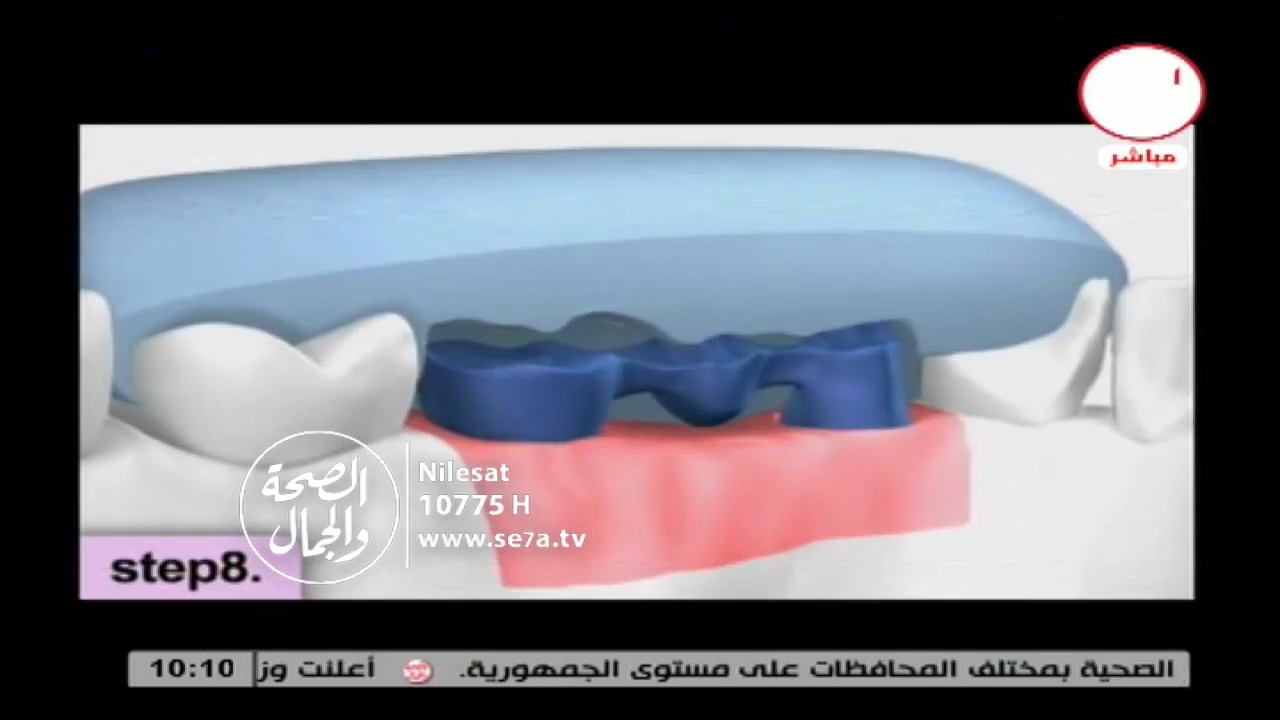 ا
مباشر
الصحة
والجمال
Nilesat
10775 H
www.se7a.tv
step8.
الصحية بمختلف المحافظات على مستوى الجمهورية. أعلنت وز
10:10